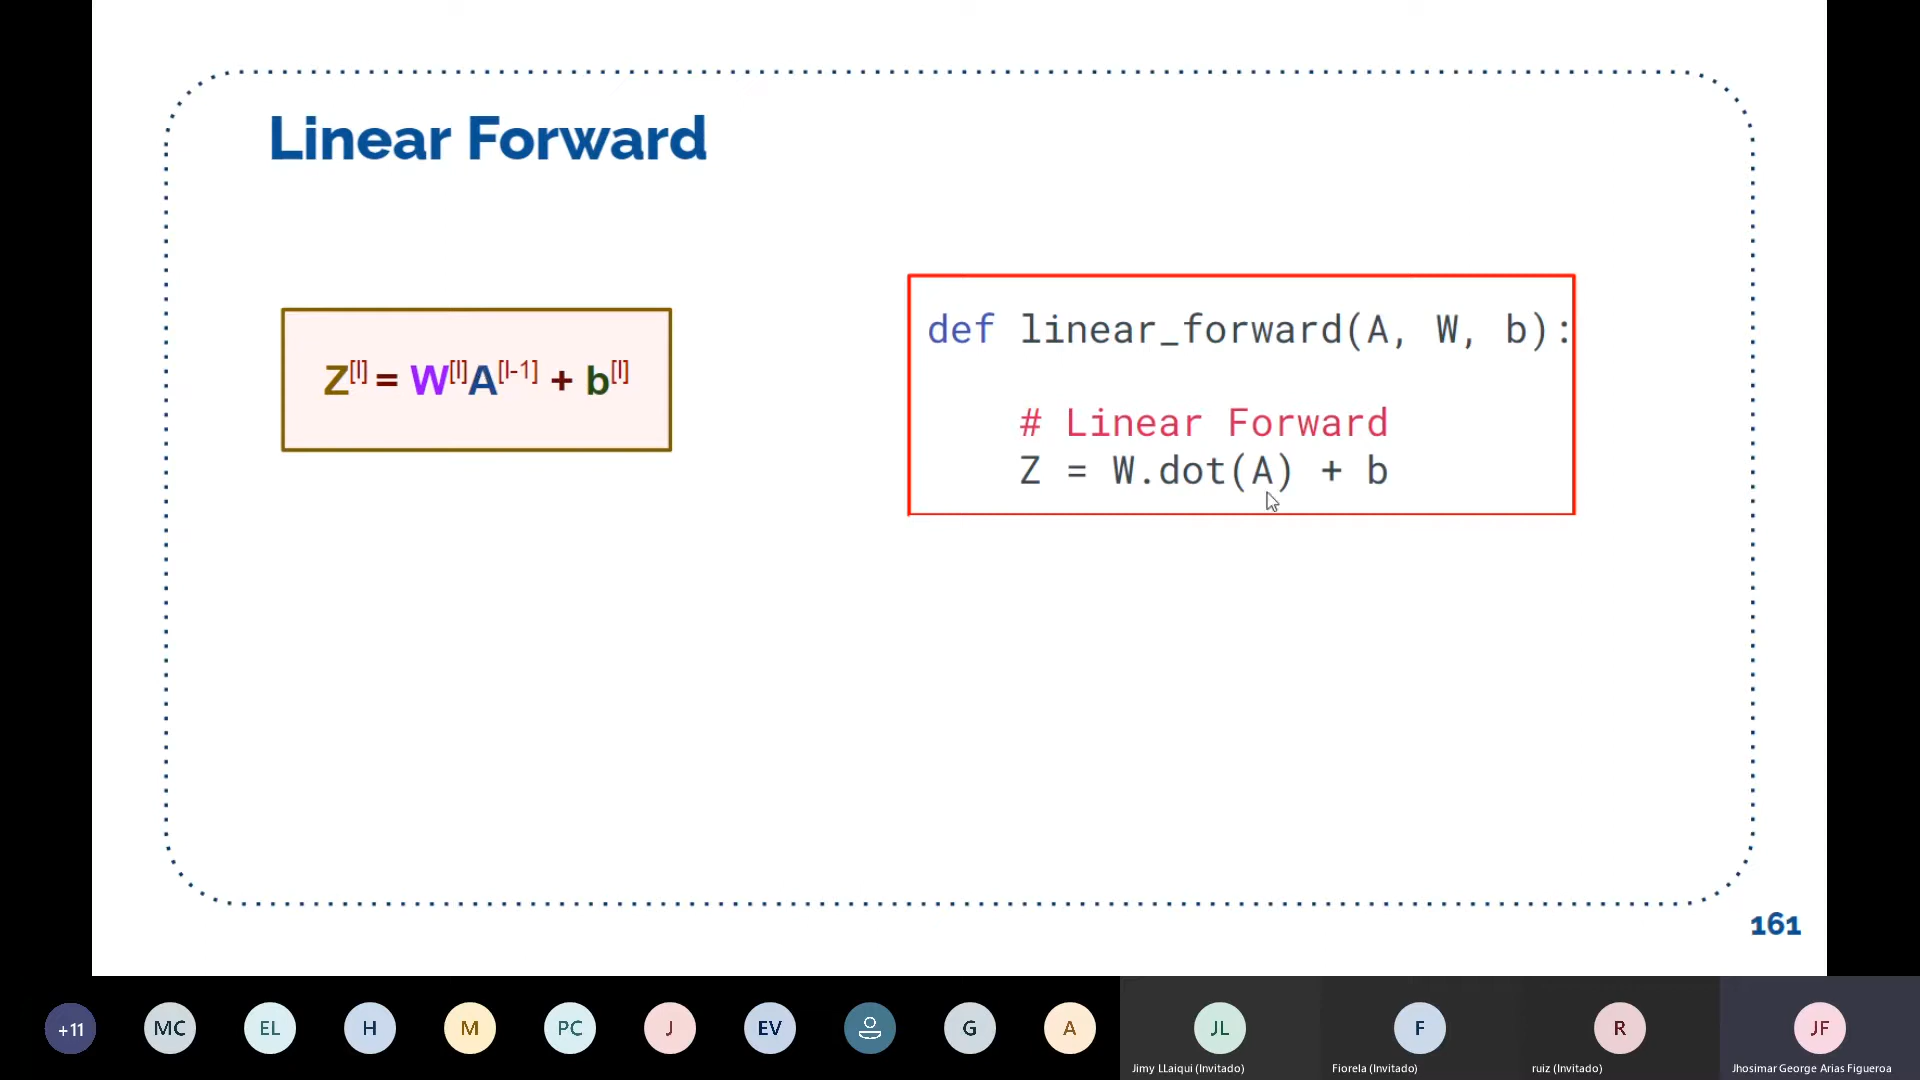 Linear Forward
Z[l] = W[l]A[l-1] + b[l]
def linear_forward(A, W, b):
# Linear Forward
Z = W.dot(A) + b
161
+11
MC
EL
H
M
PC
J
EV
G
A
JL
F
R
JF
Jimy LLaiqui (Invitado)
Fiorela (Invitado)
ruiz (Invitado)
Jhosimar George Arias Figueroa